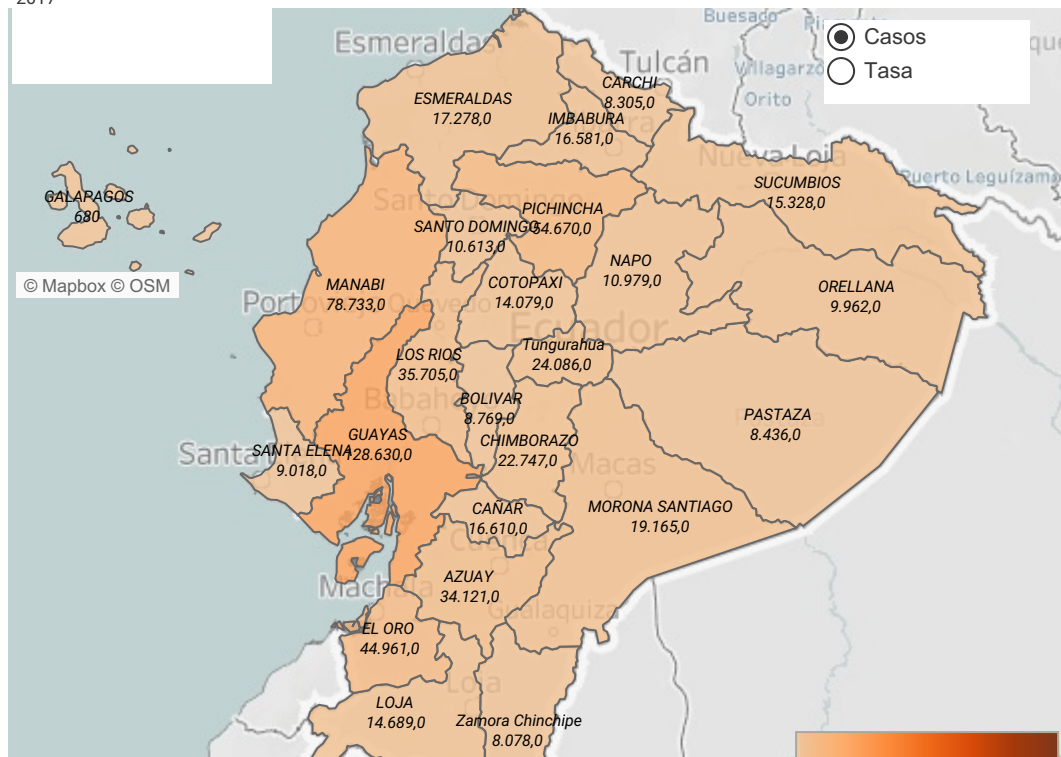 2017
Casos
Tasa
Buesado
Esmeraldas
Tulcán
Villagarzó
Orito
CARCHI
8.305,0
ESMERALDAS
17.278,0
IMBABURA
16.581,0
Nueva Loja
Puerto Leguízamo
SUCUMBIOS
15.328,0
GALAPAGOS
680
Santo Domingo
PICHINCHA
54.670,0
SANTO DOMINGO
10.613,0
NAPO
10.979,0
© Mapbox © OSM
MANABI
78.733,0
COTOPAXI
14.079,0
ORELLANA
9.962,0
Quevedo
Ecuador
LOS RIOS
35.705,0
Tungurahua
24.086,0
BOLIVAR
8.769,0
PASTAZA
8.436,0
GUAYAS
128.630,0
CHIMBORAZO
22.747,0
SANTA ELENA
9.018,0
Macas
CAÑAR
16.610,0
MORONA SANTIAGO
19.165,0
Cuenca
Machala
AZUAY
34.121,0
Gualaquiza
EL ORO
44.961,0
Loja
LOJA
14.689,0
Zamora Chinchipe
8.078,0